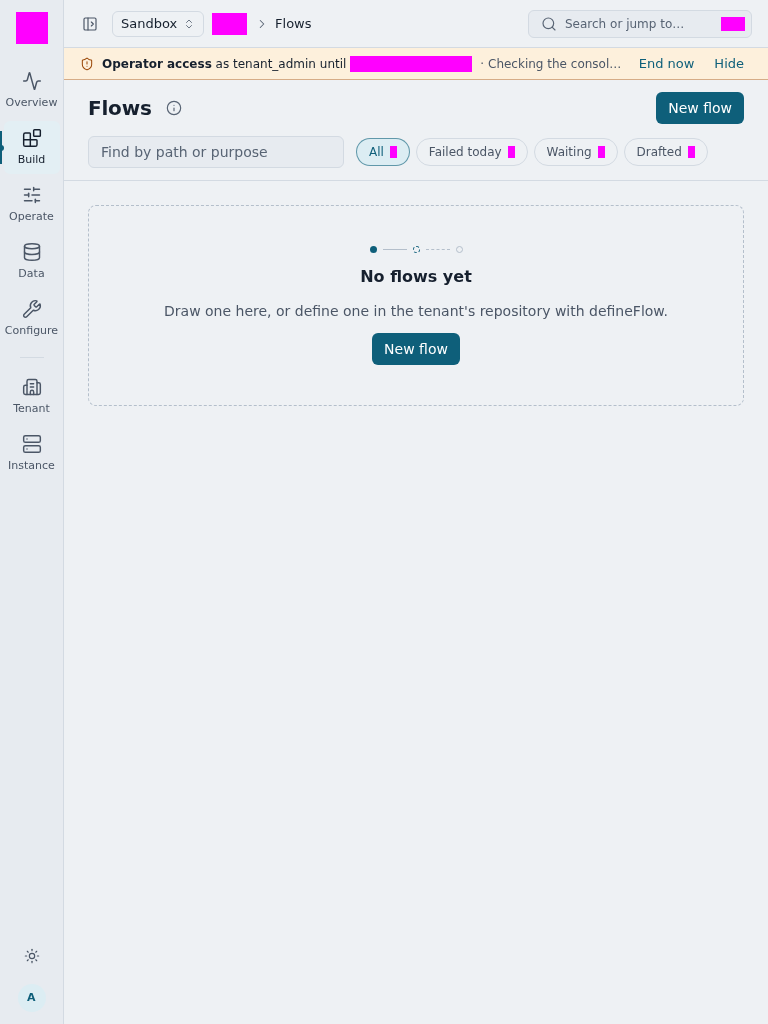 Sandbox
Flows
Search or jump to…
Operator access as tenant_admin until · Checking the consol… End now Hide
Overview
Build
Operate
Data
Configure
Tenant
Instance
A
Flows
New flow
Find by path or purpose
All
Failed today
Waiting
Drafted
No flows yet
Draw one here, or define one in the tenant's repository with defineFlow.
New flow